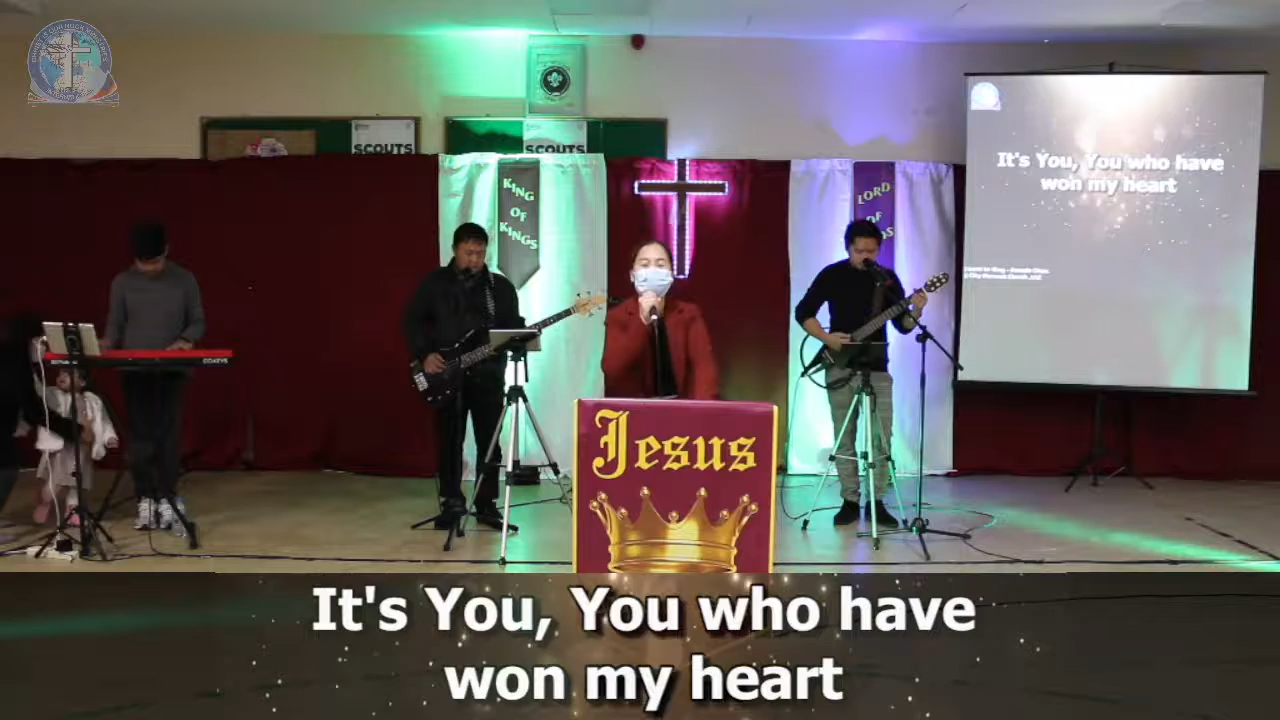 SCOUTS
SCOUTS
KING
OF
KINGS
LORD
OF
It's You, You who have
won my heart
Jesus
It's You, You who have
won my heart